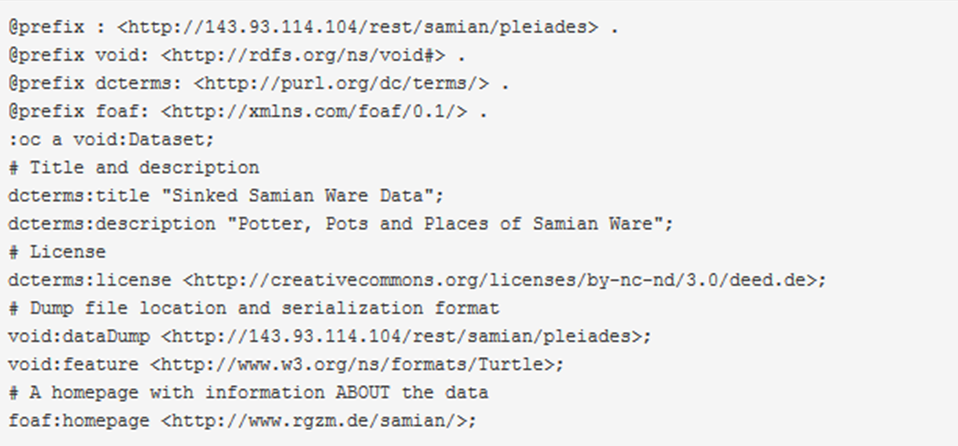 @prefix : <http://143.93.114.104/rest/samian/pleiades> .
@prefix void: <http://rdfs.org/ns/void#> .
@prefix dcterms: <http://purl.org/dc/terms/> .
@prefix foaf: <http://xmlns.com/foaf/0.1/> .
:oc a void:Dataset;
# Title and description
dcterms:title "Sinked Samian Ware Data";
dcterms:description "Potter, Pots and Places of Samian Ware";
# License
dcterms:license <http://creativecommons.org/licenses/by-nc-nd/3.0/deed.de>;
# Dump file location and serialization format
void:dataDump <http://143.93.114.104/rest/samian/pleiades>;
void:feature <http://www.w3.org/ns/formats/Turtle>;
# A homepage with information ABOUT the data
foaf:homepage <http://www.rgzm.de/samian/>;